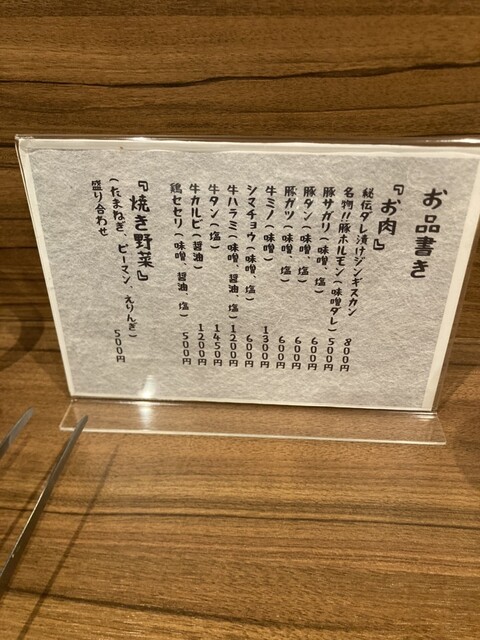 お品書き
『お肉』
秘伝ダレ漬けジンギスカン 800円
名物!!豚ホルモン(味噌ダレ) 500円
豚サガリ(味噌、塩) 600円
豚タン(味噌、塩) 600円
豚ガツ(味噌、塩) 600円
牛ミノ(味噌) 1300円
シマチョウ(味噌、塩) 600円
牛ハラミ(味噌、醤油、塩) 1200円
牛タン(塩) 1450円
牛カルビ(醤油) 1200円
鶏セセリ(味噌、醤油、塩) 500円
『焼き野菜』
(たまねぎ、ピーマン、えりんぎ)
盛り合わせ 500円